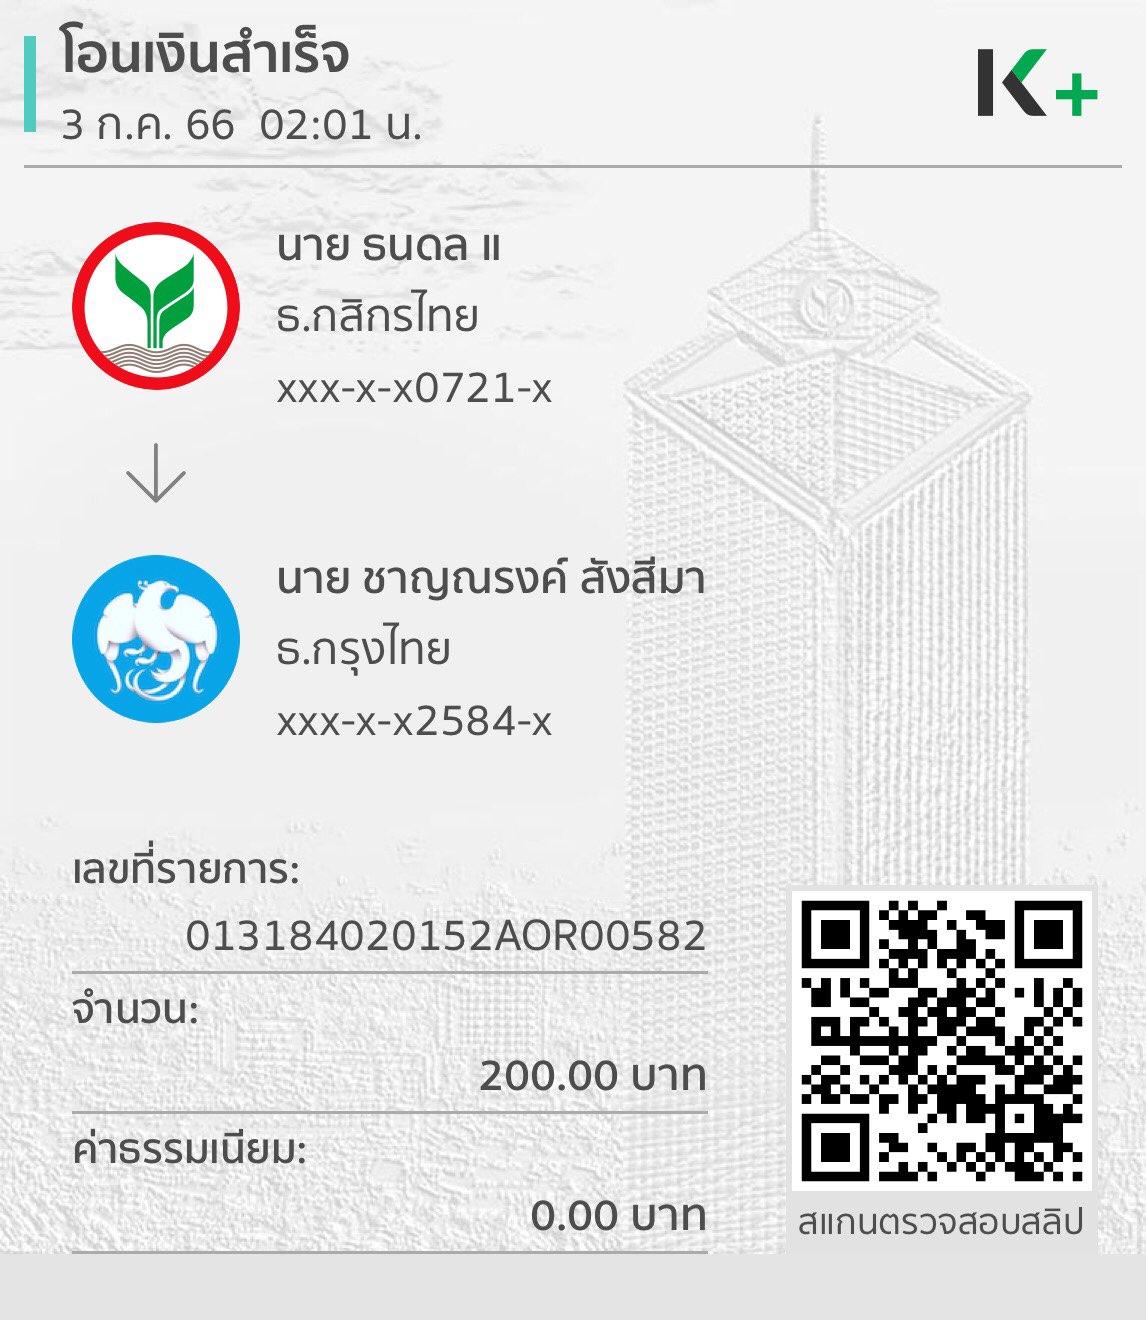 โอนเงินสำเร็จ
3 ก.ค. 66  02:01 น.
K+
นาย ธนดล แ
ธ.กสิกรไทย
xxx-x-x0721-x
นาย ชาญณรงค์ สังสีมา
ธ.กรุงไทย
xxx-x-x2584-x
เลขที่รายการ:
013184020152AOR00582
จำนวน:
200.00 บาท
ค่าธรรมเนียม:
0.00 บาท
สแกนตรวจสอบสลิป